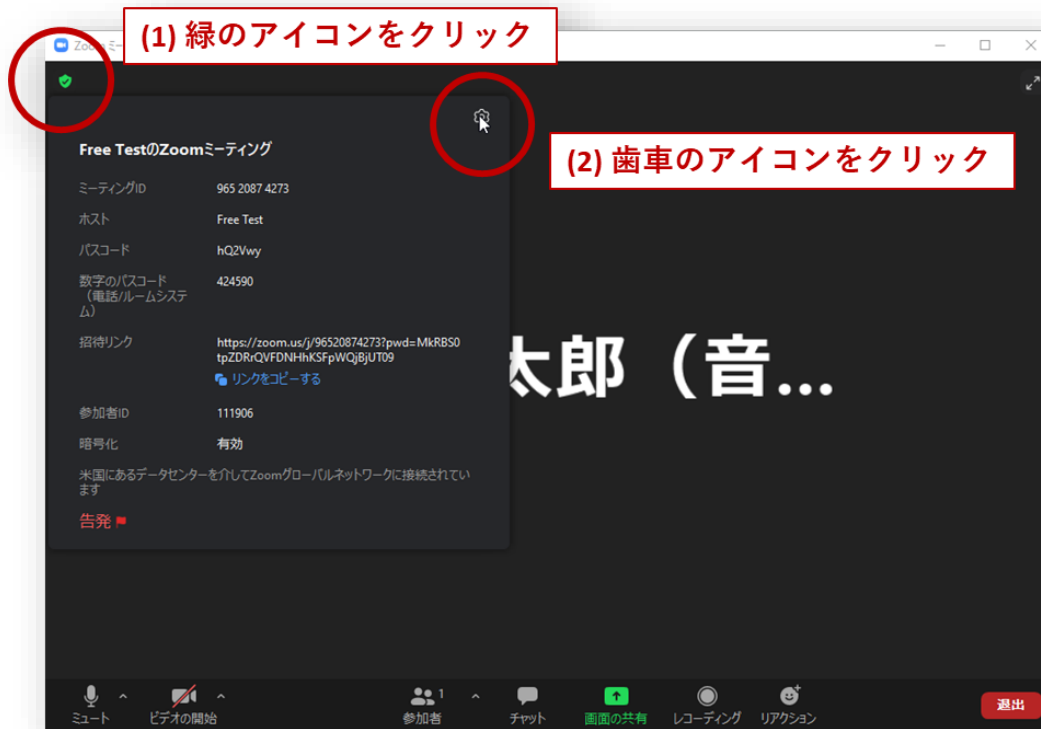 (1) 緑のアイコンをクリック
(2) 歯車のアイコンをクリック
Free TestのZoomミーティング
ミーティングID 965 2087 4273
ホスト Free Test
パスコード hQ2Vwy
数字のパスコード 424590
（電話/ルームシステ
ム）
招待リンク https://zoom.us/j/96520874273?pwd=MkRBS0
tpZDRrQVFDNHhKSFpWQjBjUT09
リンクをコピーする
参加者ID 111906
暗号化 有効
米国にあるデータセンターを介してZoomグローバルネットワークに接続されてい
ます
告発
太郎（音...
ミュート ビデオの開始 参加者 1 チャット 画面の共有 レコーディング リアクション 退出